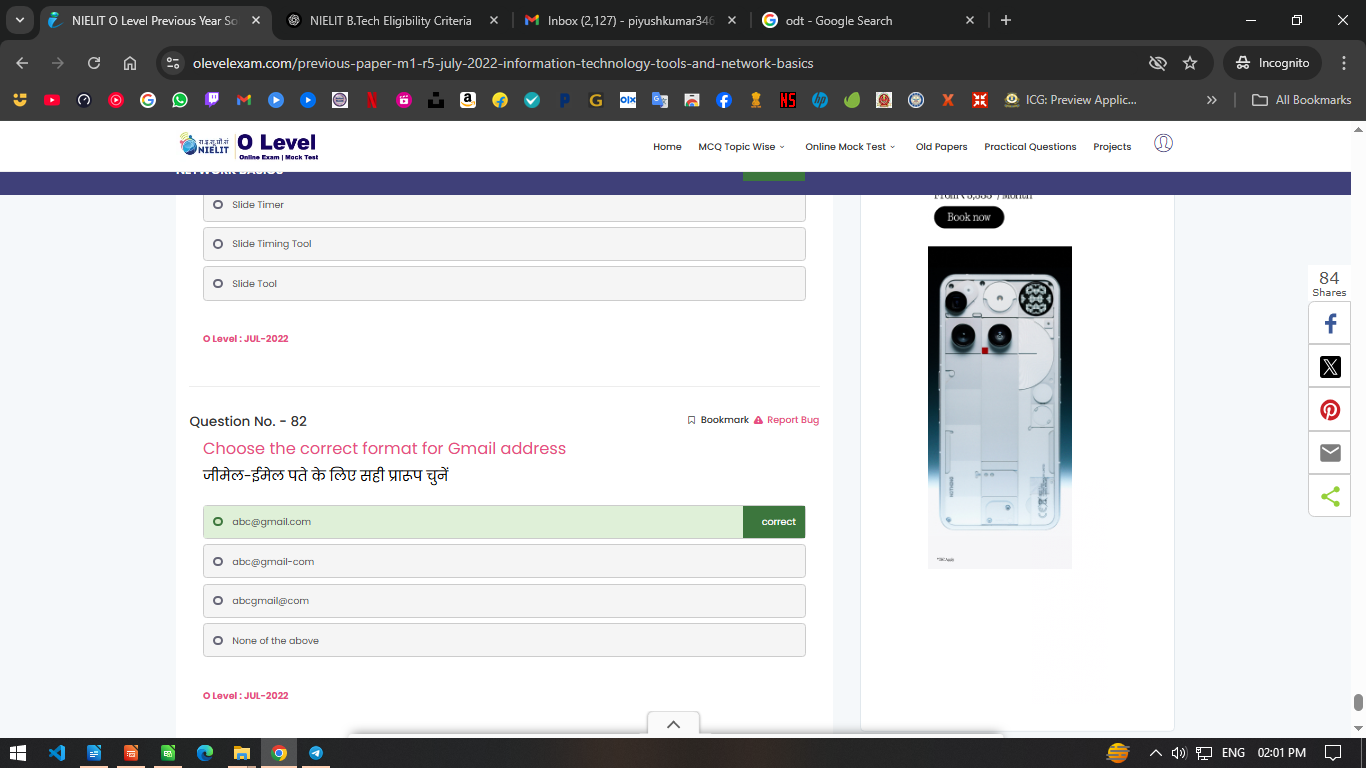 NIELIT O Level Previous Year So
NIELIT B.Tech Eligibility Criteria
Inbox (2,127) - piyushkumar346
odt - Google Search
olevelexam.com/previous-paper-m1-r5-july-2022-information-technology-tools-and-network-basics
Incognito
ICG: Preview Applic...
All Bookmarks
NIELIT
O Level
Online Exam | Mock Test
Home
MCQ Topic Wise
Online Mock Test
Old Papers
Practical Questions
Projects
NETWORK BASICS
Slide Timer
Slide Timing Tool
Slide Tool
O Level : JUL-2022
Book now
84
Shares
Question No. - 82
Bookmark
Report Bug
Choose the correct format for Gmail address
जीमेल-ईमेल पते के लिए सही प्रारूप चुनें
abc@gmail.com
correct
abc@gmail-com
abcgmail@com
None of the above
O Level : JUL-2022
ENG
02:01 PM